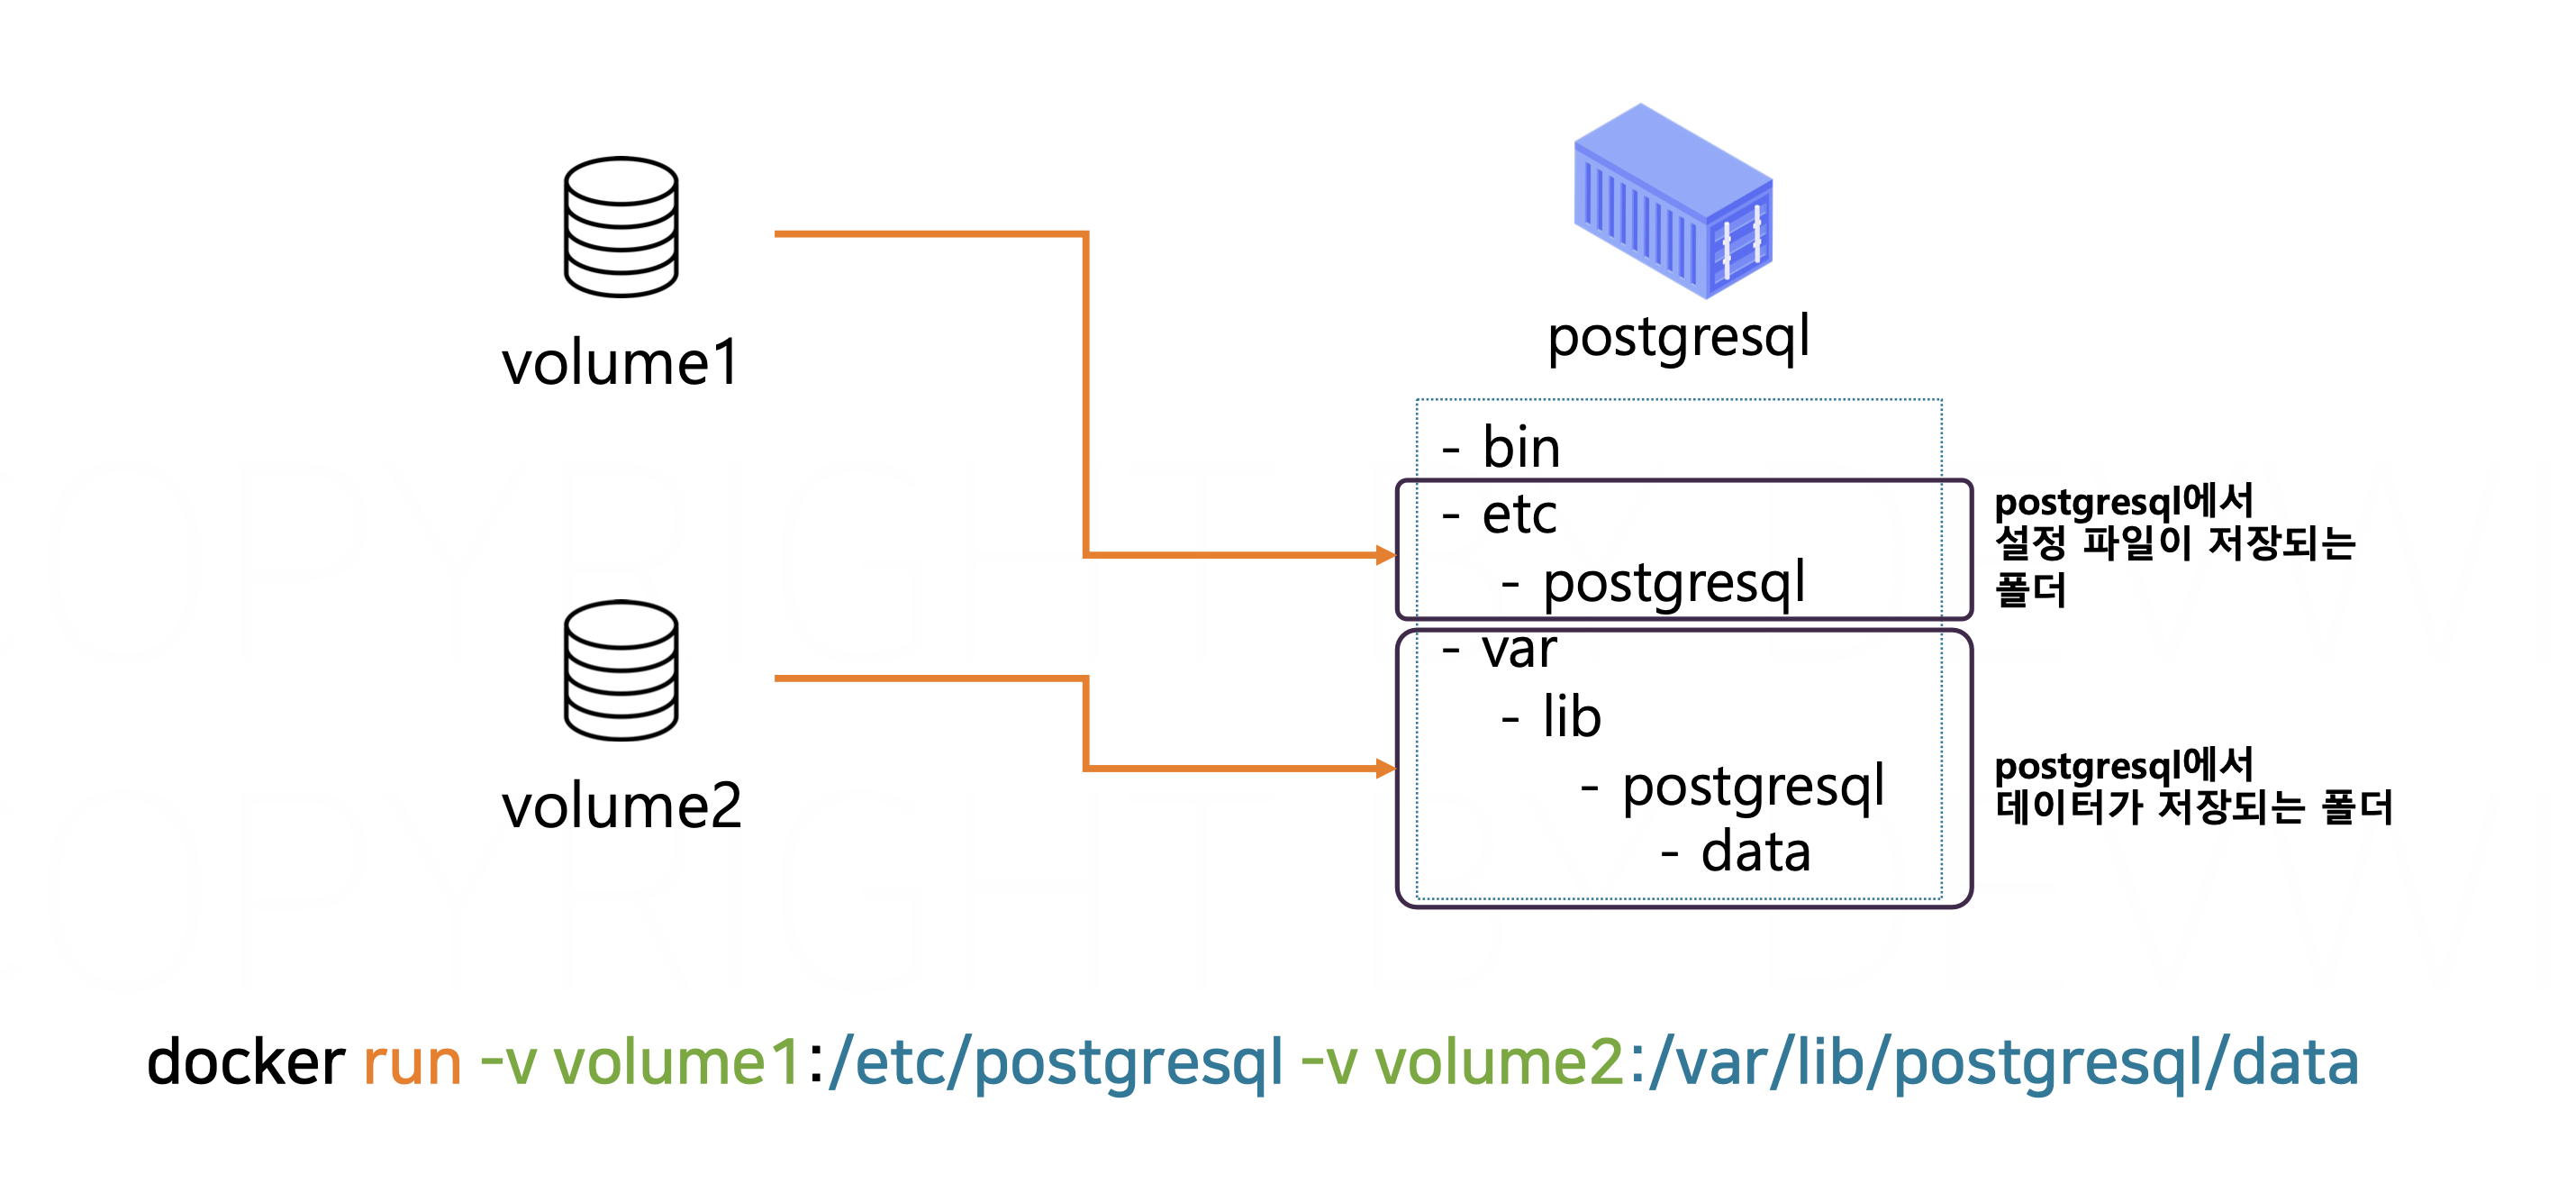 volume1
volume2
postgresql
- bin
- etc
- postgresql
- var
- lib
- postgresql
- data
postgresql에서
설정 파일이 저장되는
폴더
postgresql에서
데이터가 저장되는 폴더
docker run -v volume1:/etc/postgresql -v volume2:/var/lib/postgresql/data